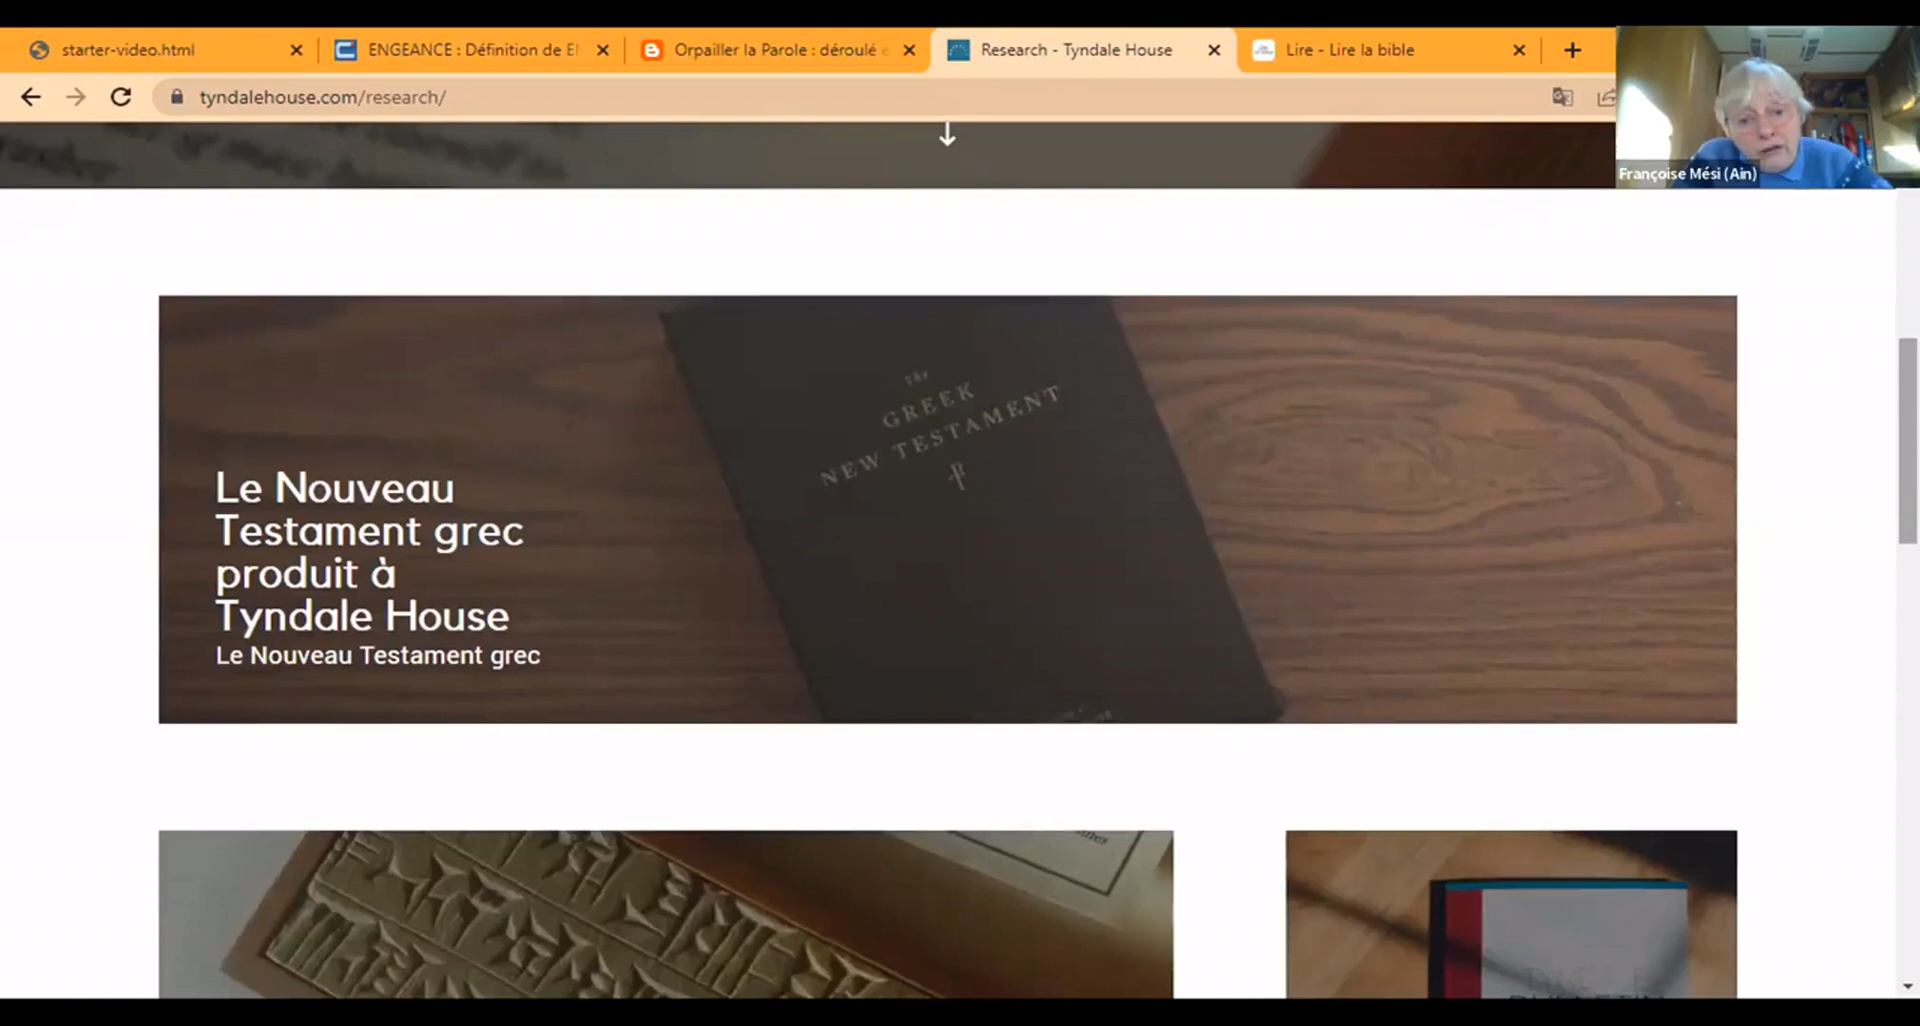 starter-video.html
ENGEANCE : Définition de E
Orpailler la Parole : déroulé e
Research - Tyndale House
Lire - Lire la bible
tyndalehouse.com/research/
Françoise Mési (Ain)
the
GREEK
NEW TESTAMENT
Le Nouveau
Testament grec
produit à
Tyndale House
Le Nouveau Testament grec